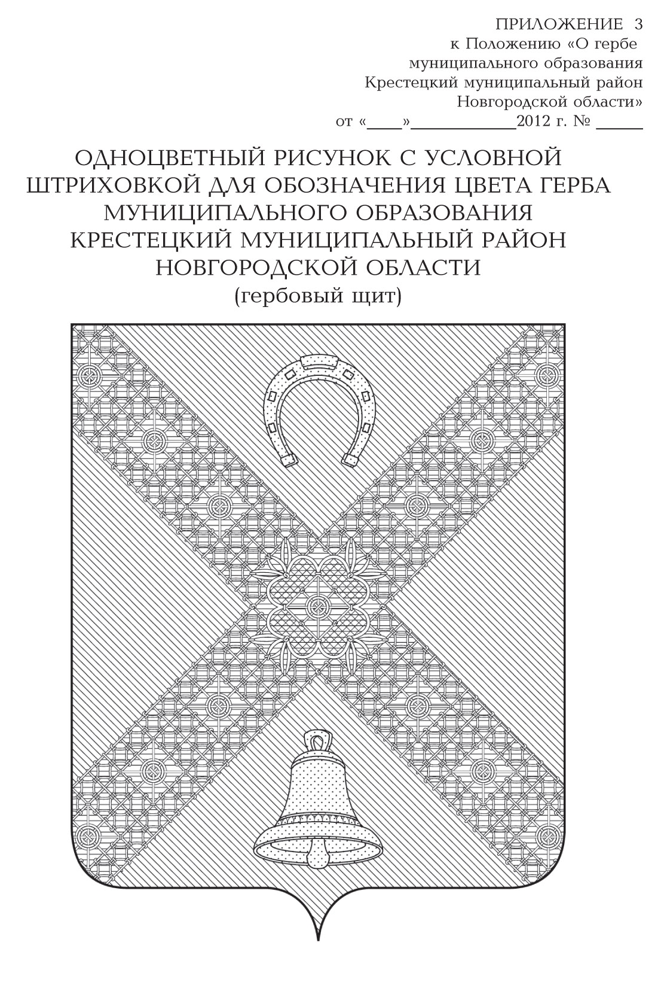 ПРИЛОЖЕНИЕ 3
к Положению «О гербе
муниципального образования
Крестецкий муниципальный район
Новгородской области»
от «____»____________2012 г. № _____
ОДНОЦВЕТНЫЙ РИСУНОК С УСЛОВНОЙ
ШТРИХОВКОЙ ДЛЯ ОБОЗНАЧЕНИЯ ЦВЕТА ГЕРБА
МУНИЦИПАЛЬНОГО ОБРАЗОВАНИЯ
КРЕСТЕЦКИЙ МУНИЦИПАЛЬНЫЙ РАЙОН
НОВГОРОДСКОЙ ОБЛАСТИ
(гербовый щит)